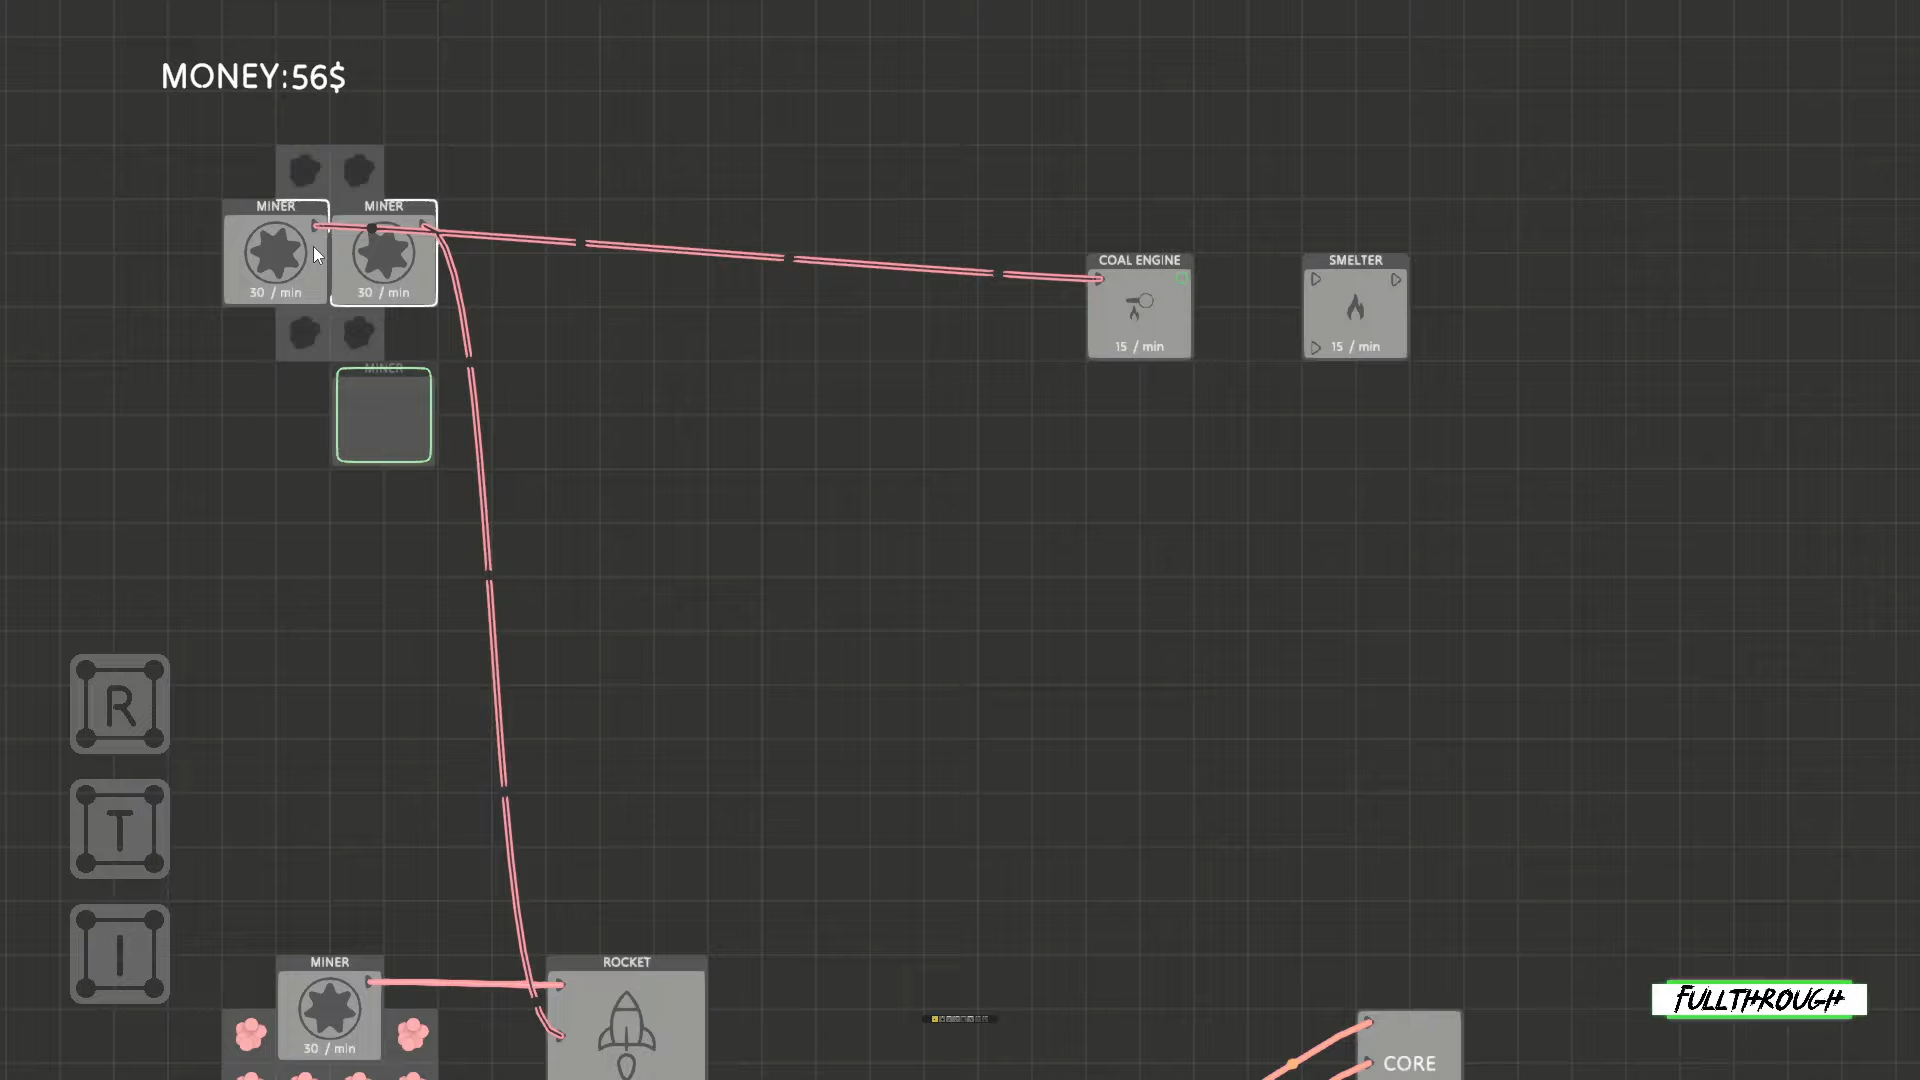 MONEY:56$
MINER
MINER
30 / min
30 / min
COAL ENGINE
15 / min
SMELTER
15 / min
MINER
R
T
I
MINER
30 / min
ROCKET
CORE
FULLTHROUGH